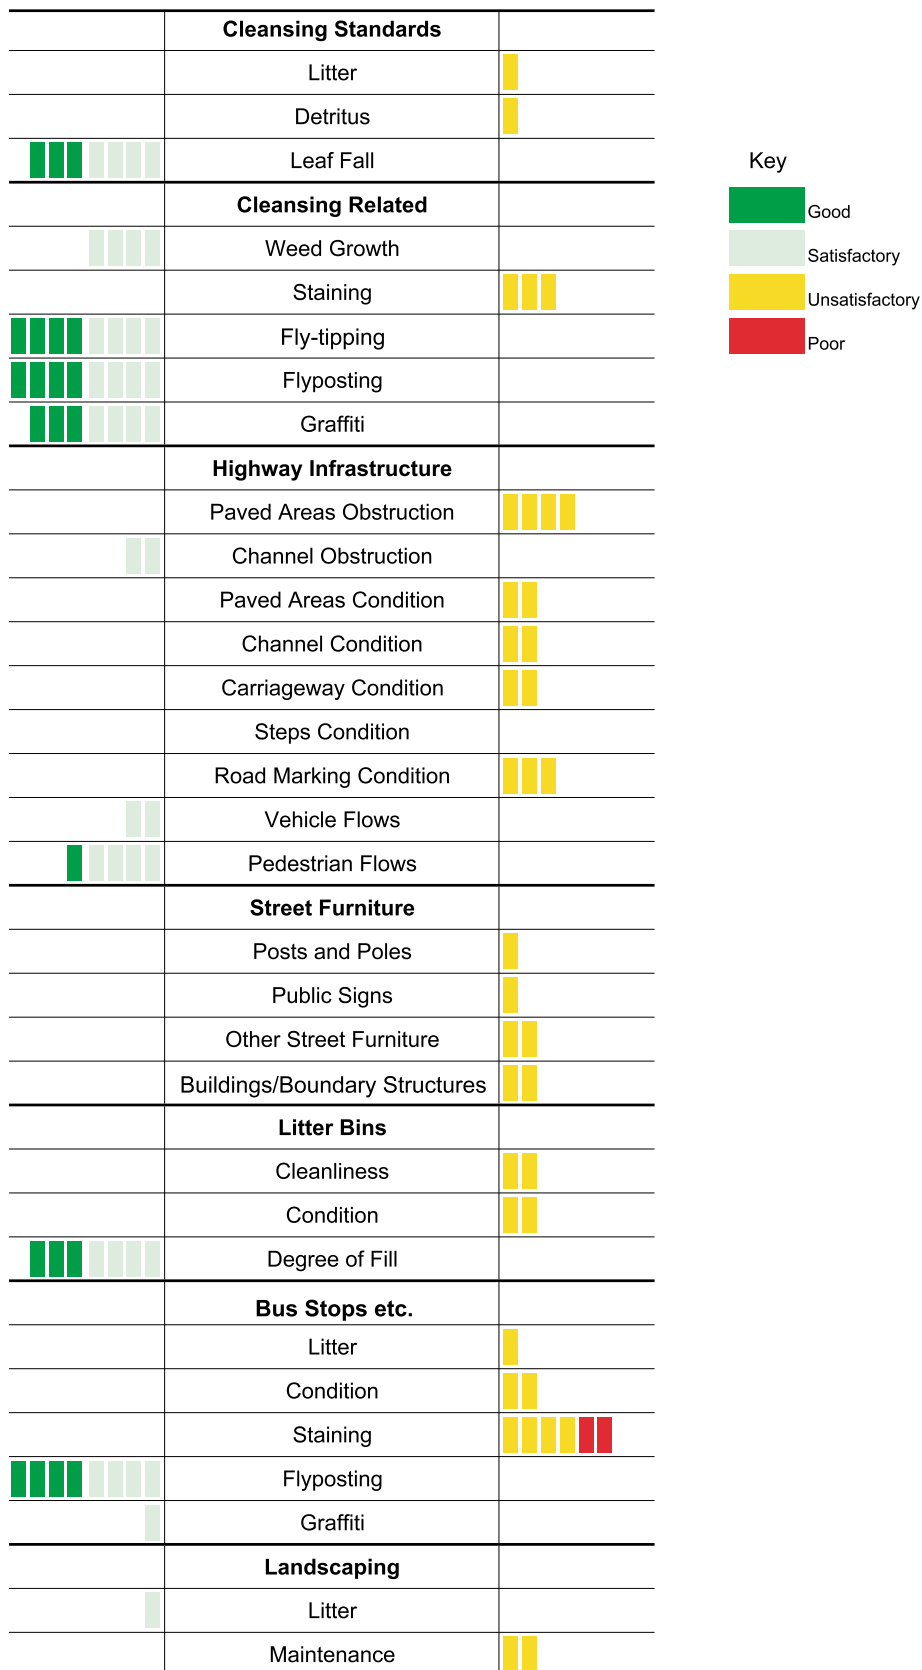 Cleansing Standards
Litter
Detritus
Leaf Fall
Cleansing Related
Weed Growth
Staining
Fly-tipping
Flyposting
Graffiti
Highway Infrastructure
Paved Areas Obstruction
Channel Obstruction
Paved Areas Condition
Channel Condition
Carriageway Condition
Steps Condition
Road Marking Condition
Vehicle Flows
Pedestrian Flows
Street Furniture
Posts and Poles
Public Signs
Other Street Furniture
Buildings/Boundary Structures
Litter Bins
Cleanliness
Condition
Degree of Fill
Bus Stops etc.
Litter
Condition
Staining
Flyposting
Graffiti
Landscaping
Litter
Maintenance
Key
Good
Satisfactory
Unsatisfactory
Poor